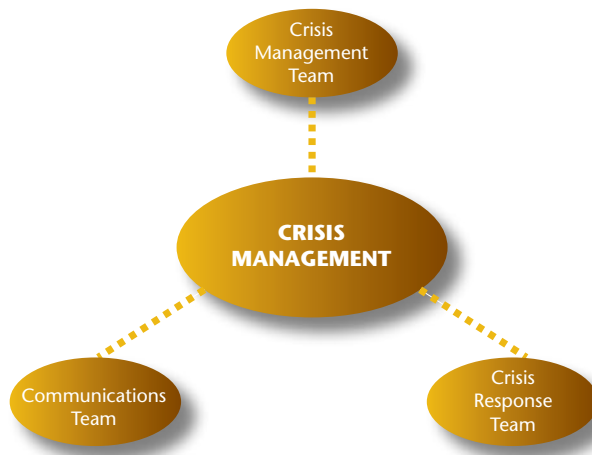 Crisis
Management
Team
CRISIS
MANAGEMENT
Communications
Team
Crisis
Response
Team